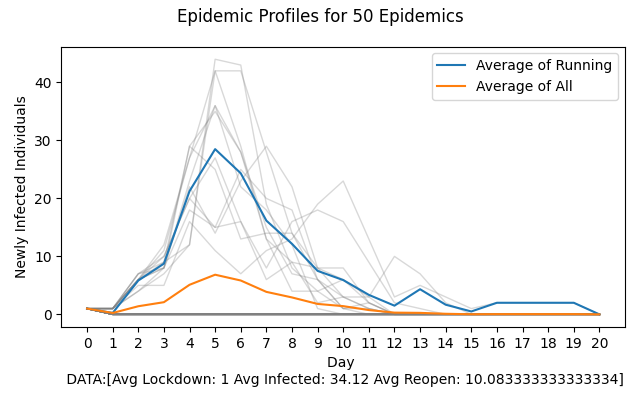 Epidemic Profiles for 50 Epidemics
Average of Running
Average of All
Newly Infected Individuals
40
30
20
10
0
0 1 2 3 4 5 6 7 8 9 10 11 12 13 14 15 16 17 18 19 20
Day
DATA:[Avg Lockdown: 1 Avg Infected: 34.12 Avg Reopen: 10.083333333333334]